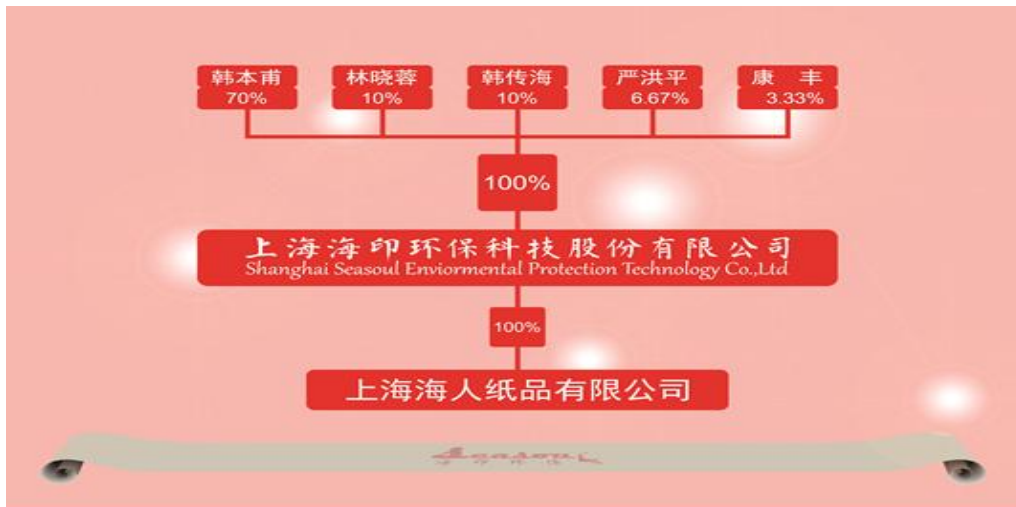 韩本甫 林晓蓉 韩传海 严洪平 康 丰
70% 10% 10% 6.67% 3.33%
100%
上海海印环保科技股份有限公司
Shanghai Seasoul Enviormental Protection Technology Co.,Ltd
100%
上海海人纸品有限公司
Seasoul